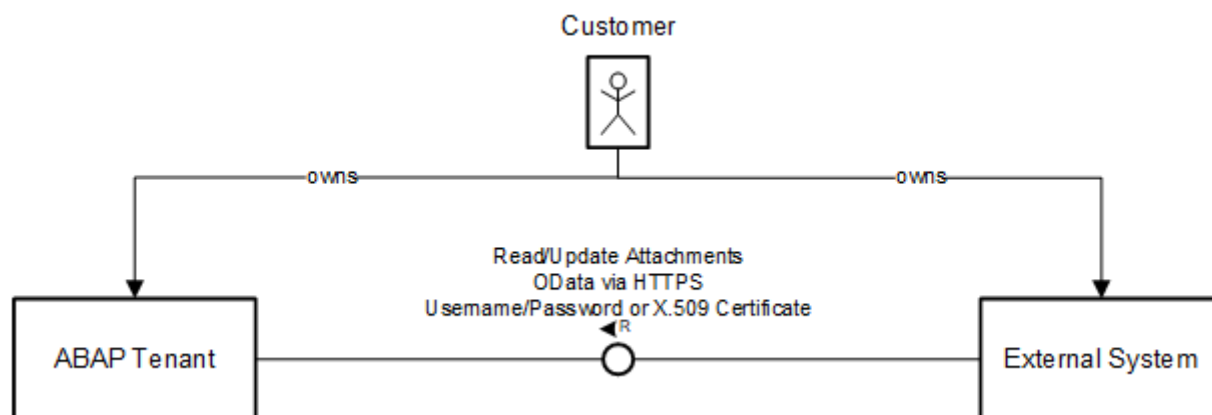 Customer
owns
owns
Read/Update Attachments
OData via HTTPS
Username/Password or X.509 Certificate
R
ABAP Tenant
External System